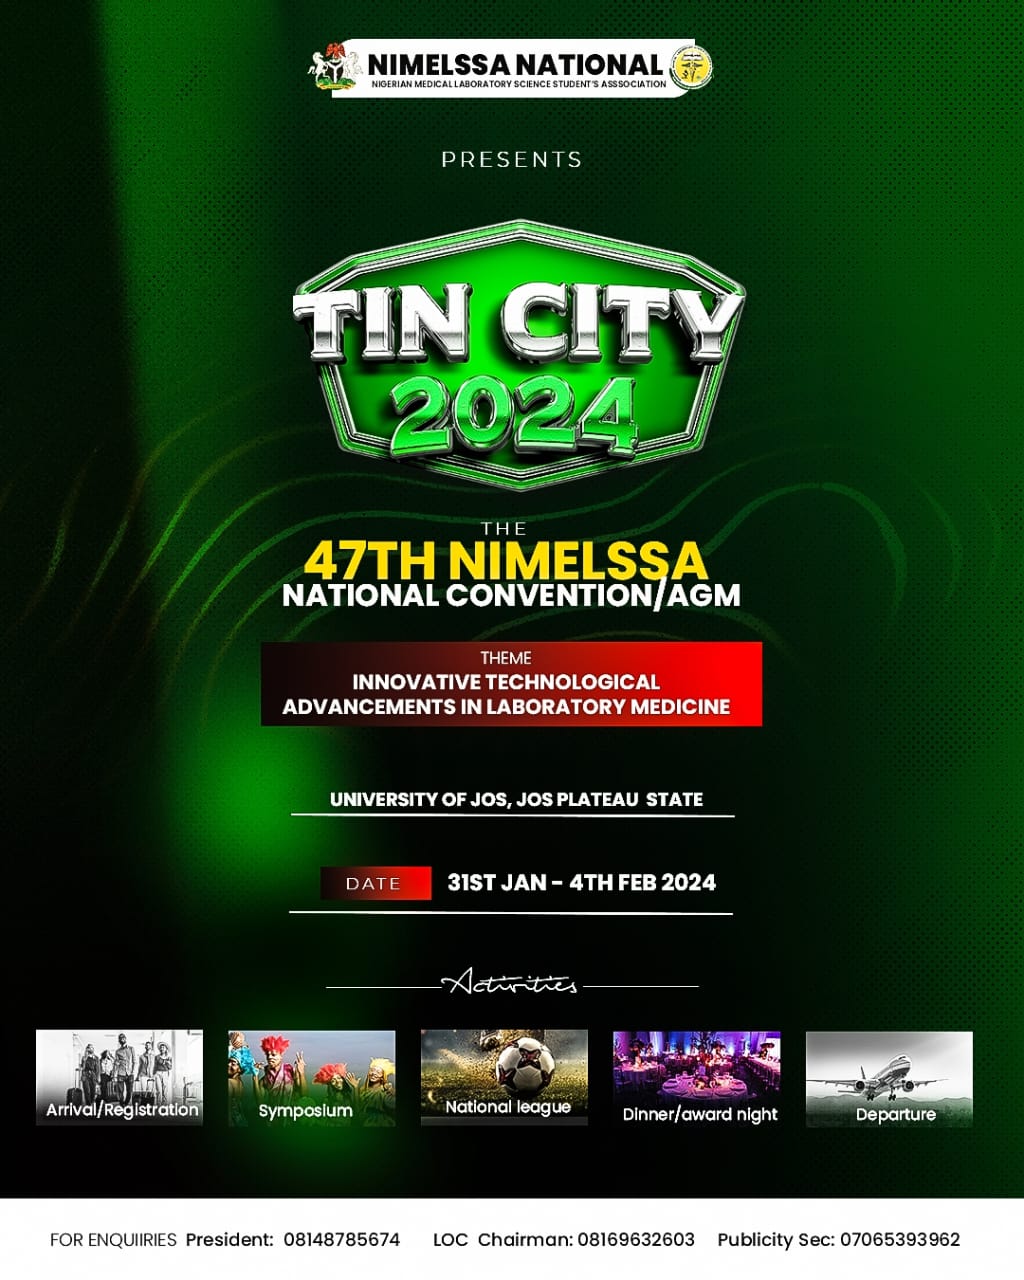 NIMELSSA NATIONAL
NIGERIAN MEDICAL LABORATORY SCIENCE STUDENT'S ASSSOCIATION
PRESENTS
TIN CITY
2024
THE
47TH NIMELSSA
NATIONAL CONVENTION/AGM
THEME
INNOVATIVE TECHNOLOGICAL
ADVANCEMENTS IN LABORATORY MEDICINE
UNIVERSITY OF JOS, JOS PLATEAU STATE
DATE 31ST JAN - 4TH FEB 2024
Activities
Arrival/Registration Symposium National league Dinner/award night Departure
FOR ENQUIIRIES President: 08148785674 LOC Chairman: 08169632603 Publicity Sec: 07065393962